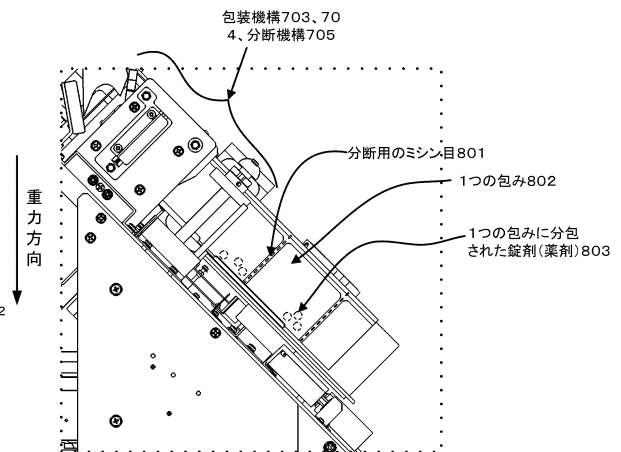 包装機構703、70
4、分断機構705
分断用のミシン目801
1つの包み802
1つの包みに分包
された錠剤(薬剤)803
重力方向
2